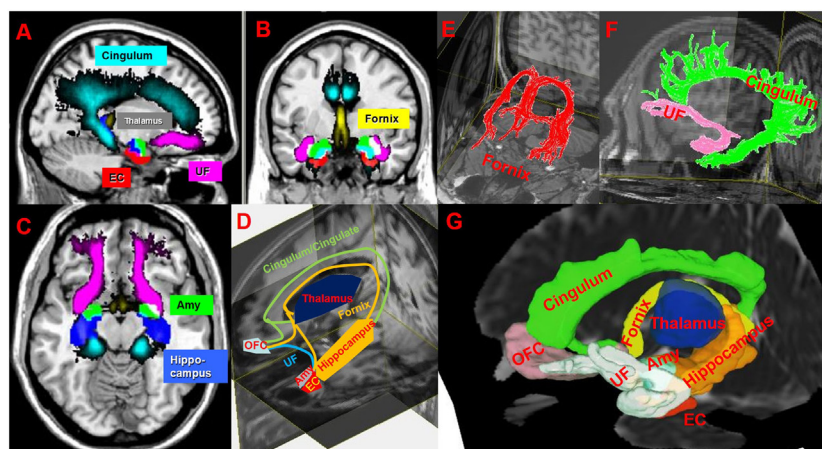 A
Cingulum
Thalamus
EC
UF
B
Fornix
E
Fornix
F
Cingulum
UF
C
Amy
Hippo-
campus
D
Cingulum/Cingulate
Thalamus
Fornix
OFC
UF
Hippocampus
Amy
EC
G
Cingulum
Fornix
Thalamus
OFC
UF
Amy
Hippocampus
EC